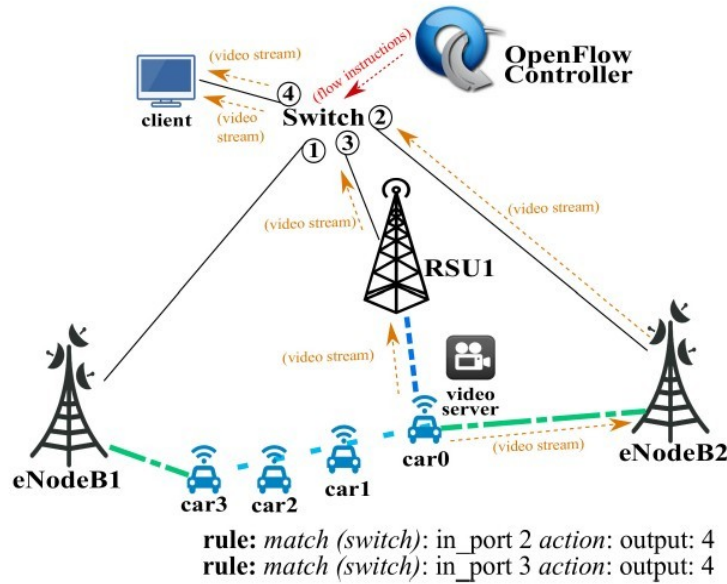 (video stream)
(flow instructions)
OpenFlow
Controller
4
client
(video
stream)
Switch
2
1
3
(video stream)
(video stream)
RSU1
(video stream)
video
server
eNodeB1
car3
car2
car1
car0
(video stream)
eNodeB2
rule: match (switch): in_port 2 action: output: 4
rule: match (switch): in_port 3 action: output: 4